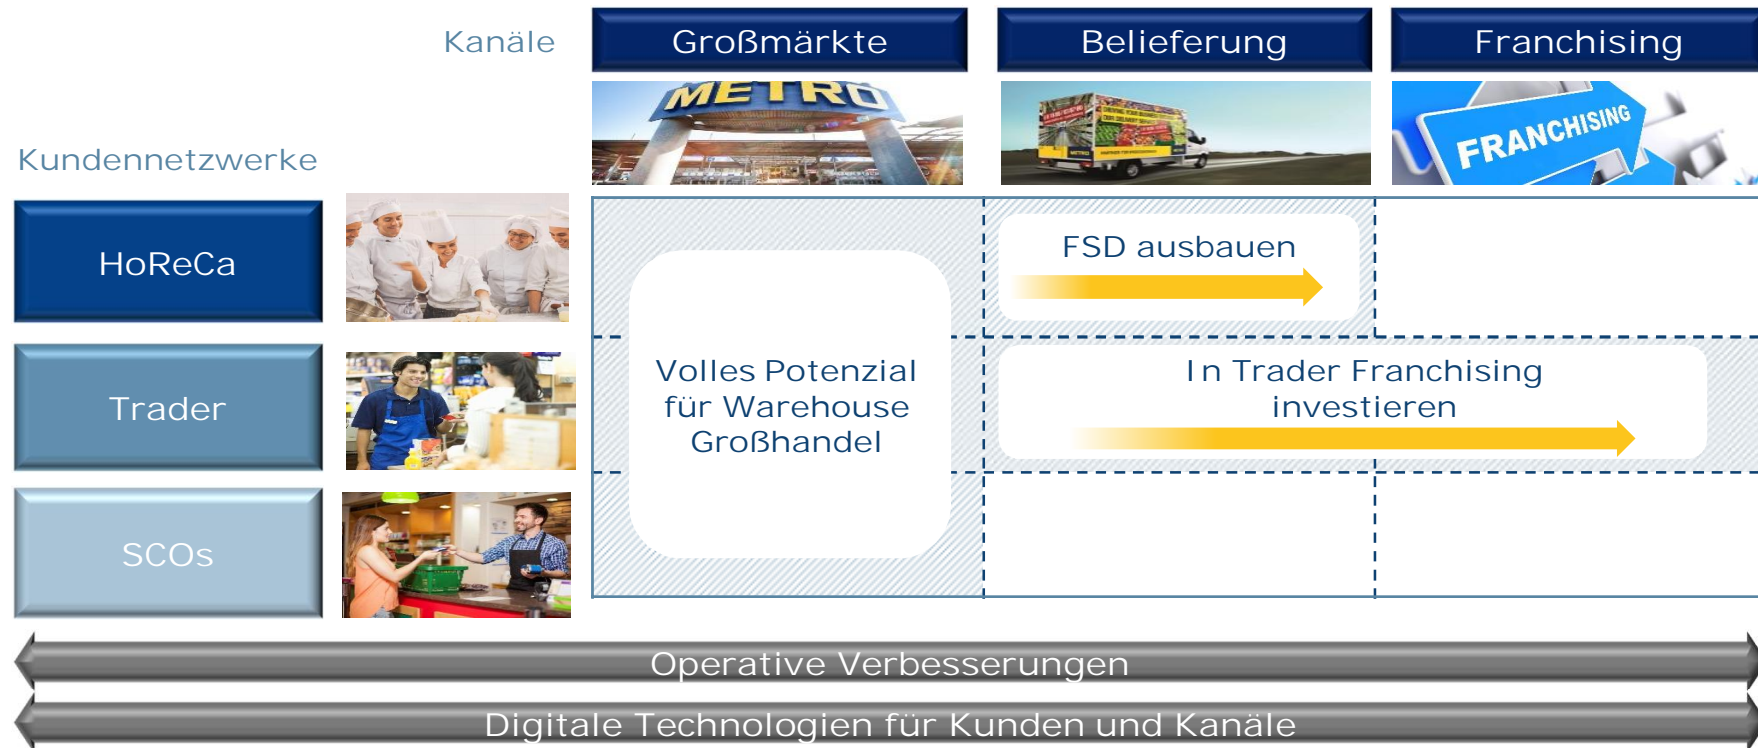 Kanäle
Großmärkte
Belieferung
Franchising
METRO
FRANCHISING
Kundennetzwerke
HoReCa
FSD ausbauen
Volles Potenzial
für Warehouse
Großhandel
Trader
In Trader Franchising
investieren
SCOs
Operative Verbesserungen
Digitale Technologien für Kunden und Kanäle